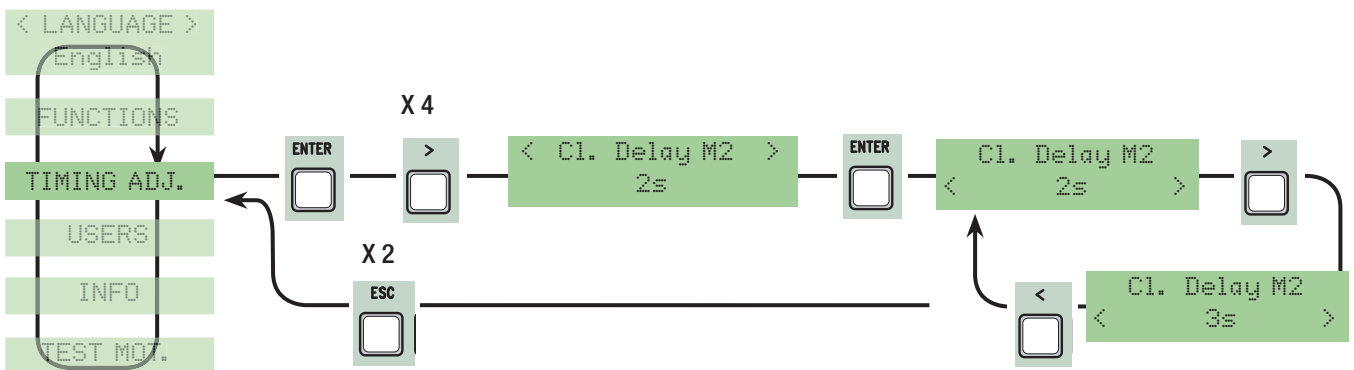 < LANGUAGE >
English
FUNCTIONS
TIMING ADJ.
USERS
INFO
TEST MOT.
ENTER
X 4
>
< Cl. Delay M2 >
2s
ENTER
Cl. Delay M2
< 2s >
>
Cl. Delay M2
< 3s >
<
X 2
ESC